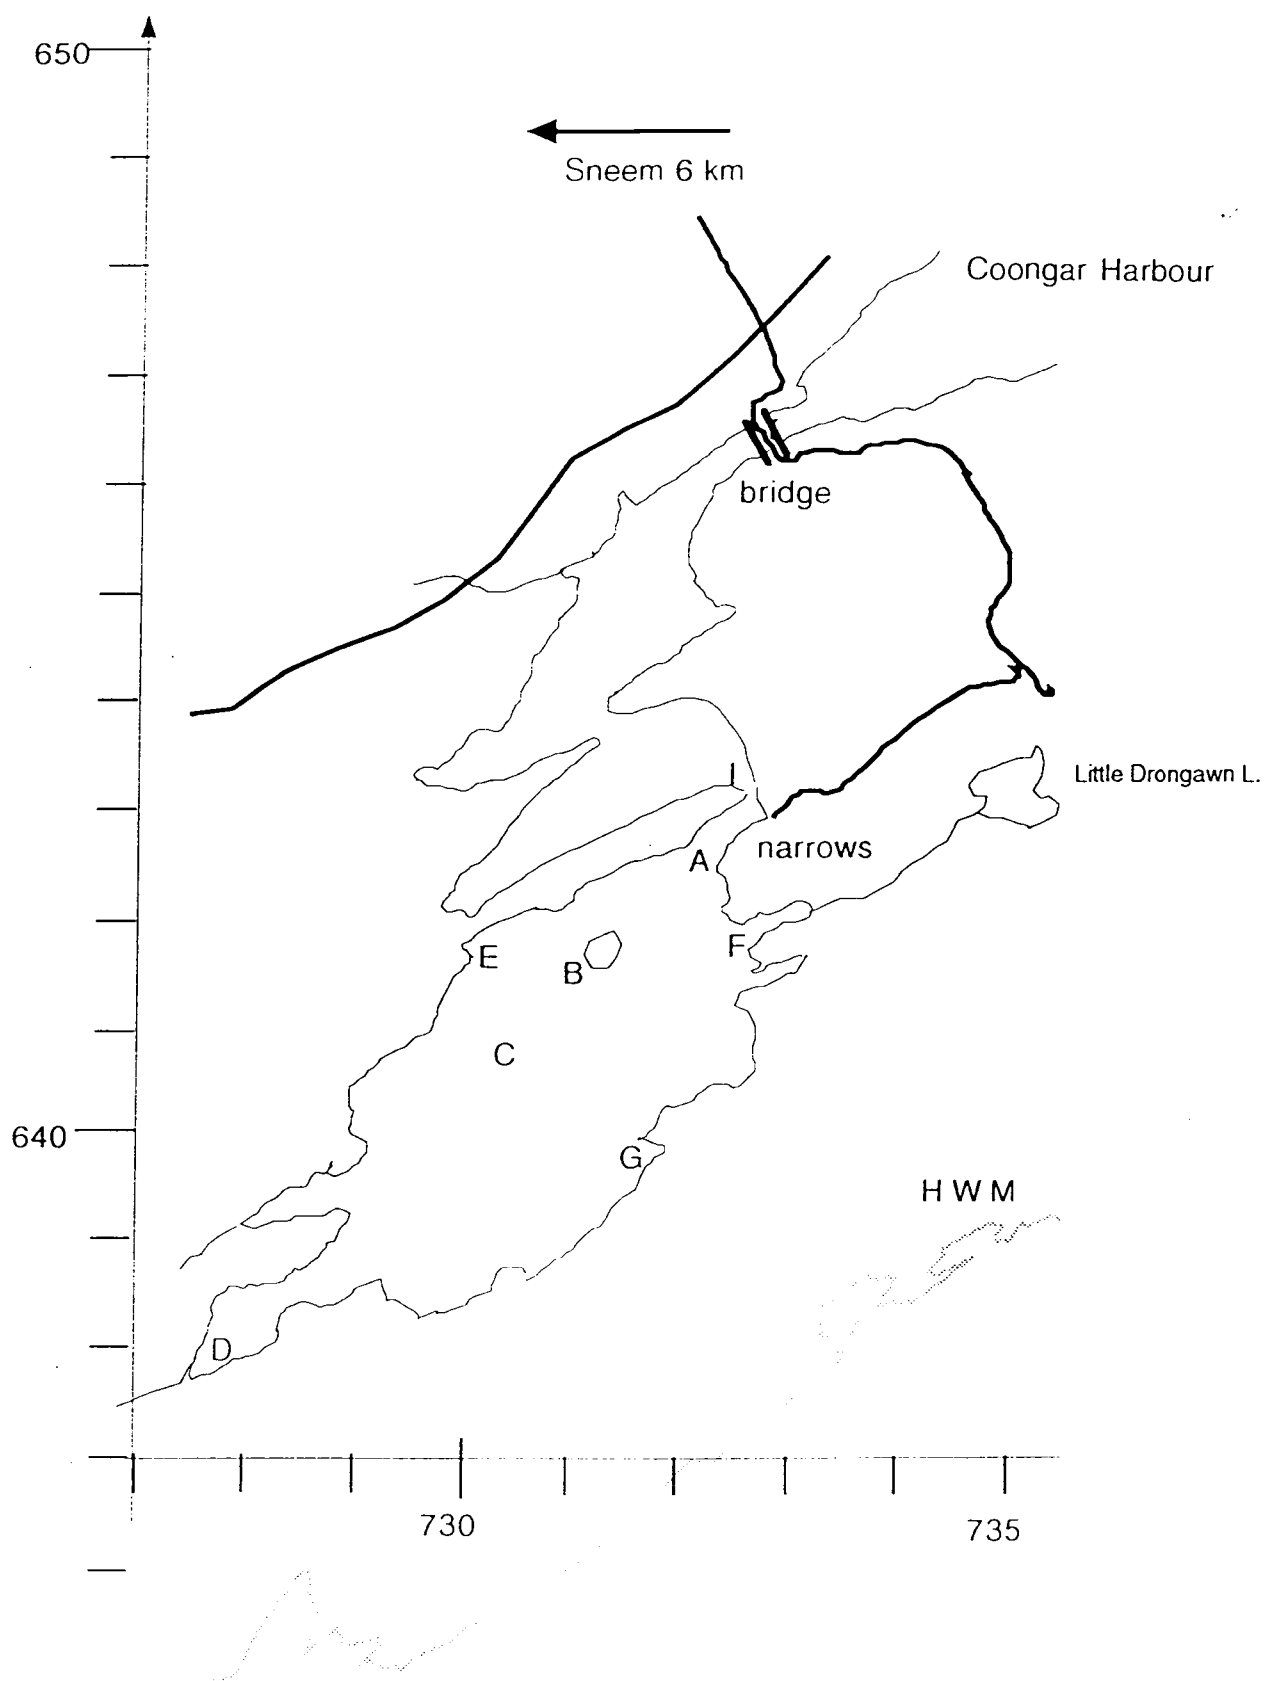 650
Sneem 6 km
Coongar Harbour
bridge
Little Drongawn L.
I
narrows
A
F
E
B
C
640
G
H W M
D
730
735